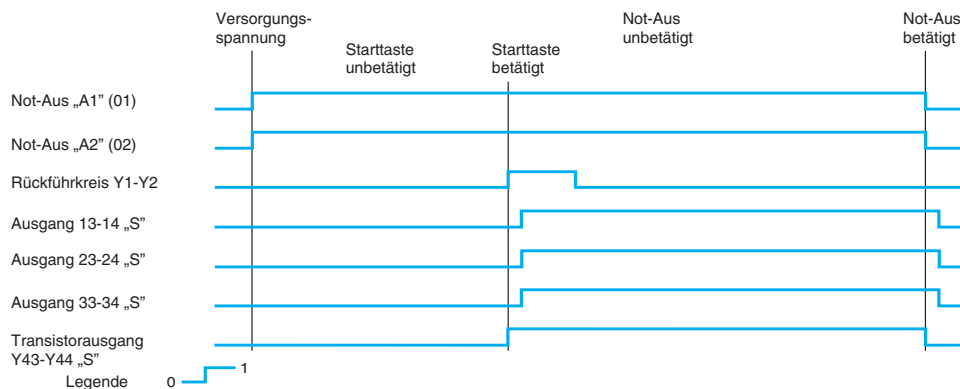 Versorgungs-
spannung
Starttaste
unbetätigt
Starttaste
betätigt
Not-Aus
unbetätigt
Not-Aus
betätigt
Not-Aus „A1” (01)
Not-Aus „A2” (02)
Rückführkreis Y1-Y2
Ausgang 13-14 „S”
Ausgang 23-24 „S”
Ausgang 33-34 „S”
Transistorausgang
Y43-Y44 „S”
Legende 0 1